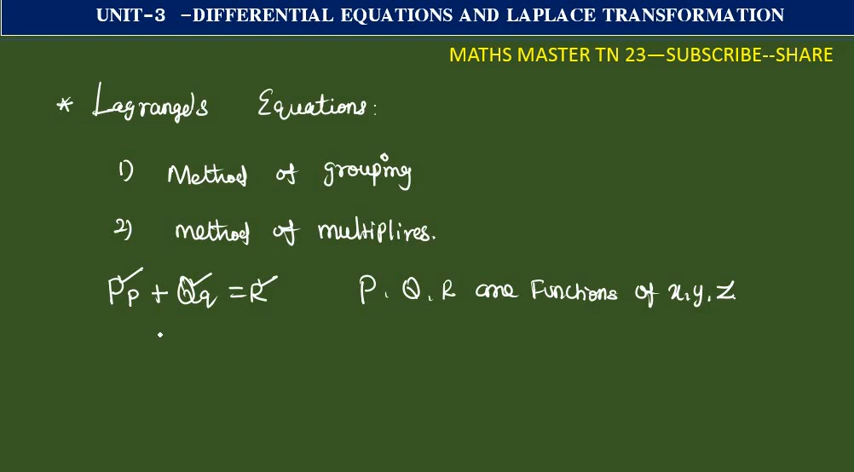 UNIT-3 -DIFFERENTIAL EQUATIONS AND LAPLACE TRANSFORMATION
MATHS MASTER TN 23—SUBSCRIBE--SHARE
* Lagrange's Equations:
1) Method of grouping
2) method of multiplires.
Pp + Qq = R P, Q, R are Functions of x, y, z